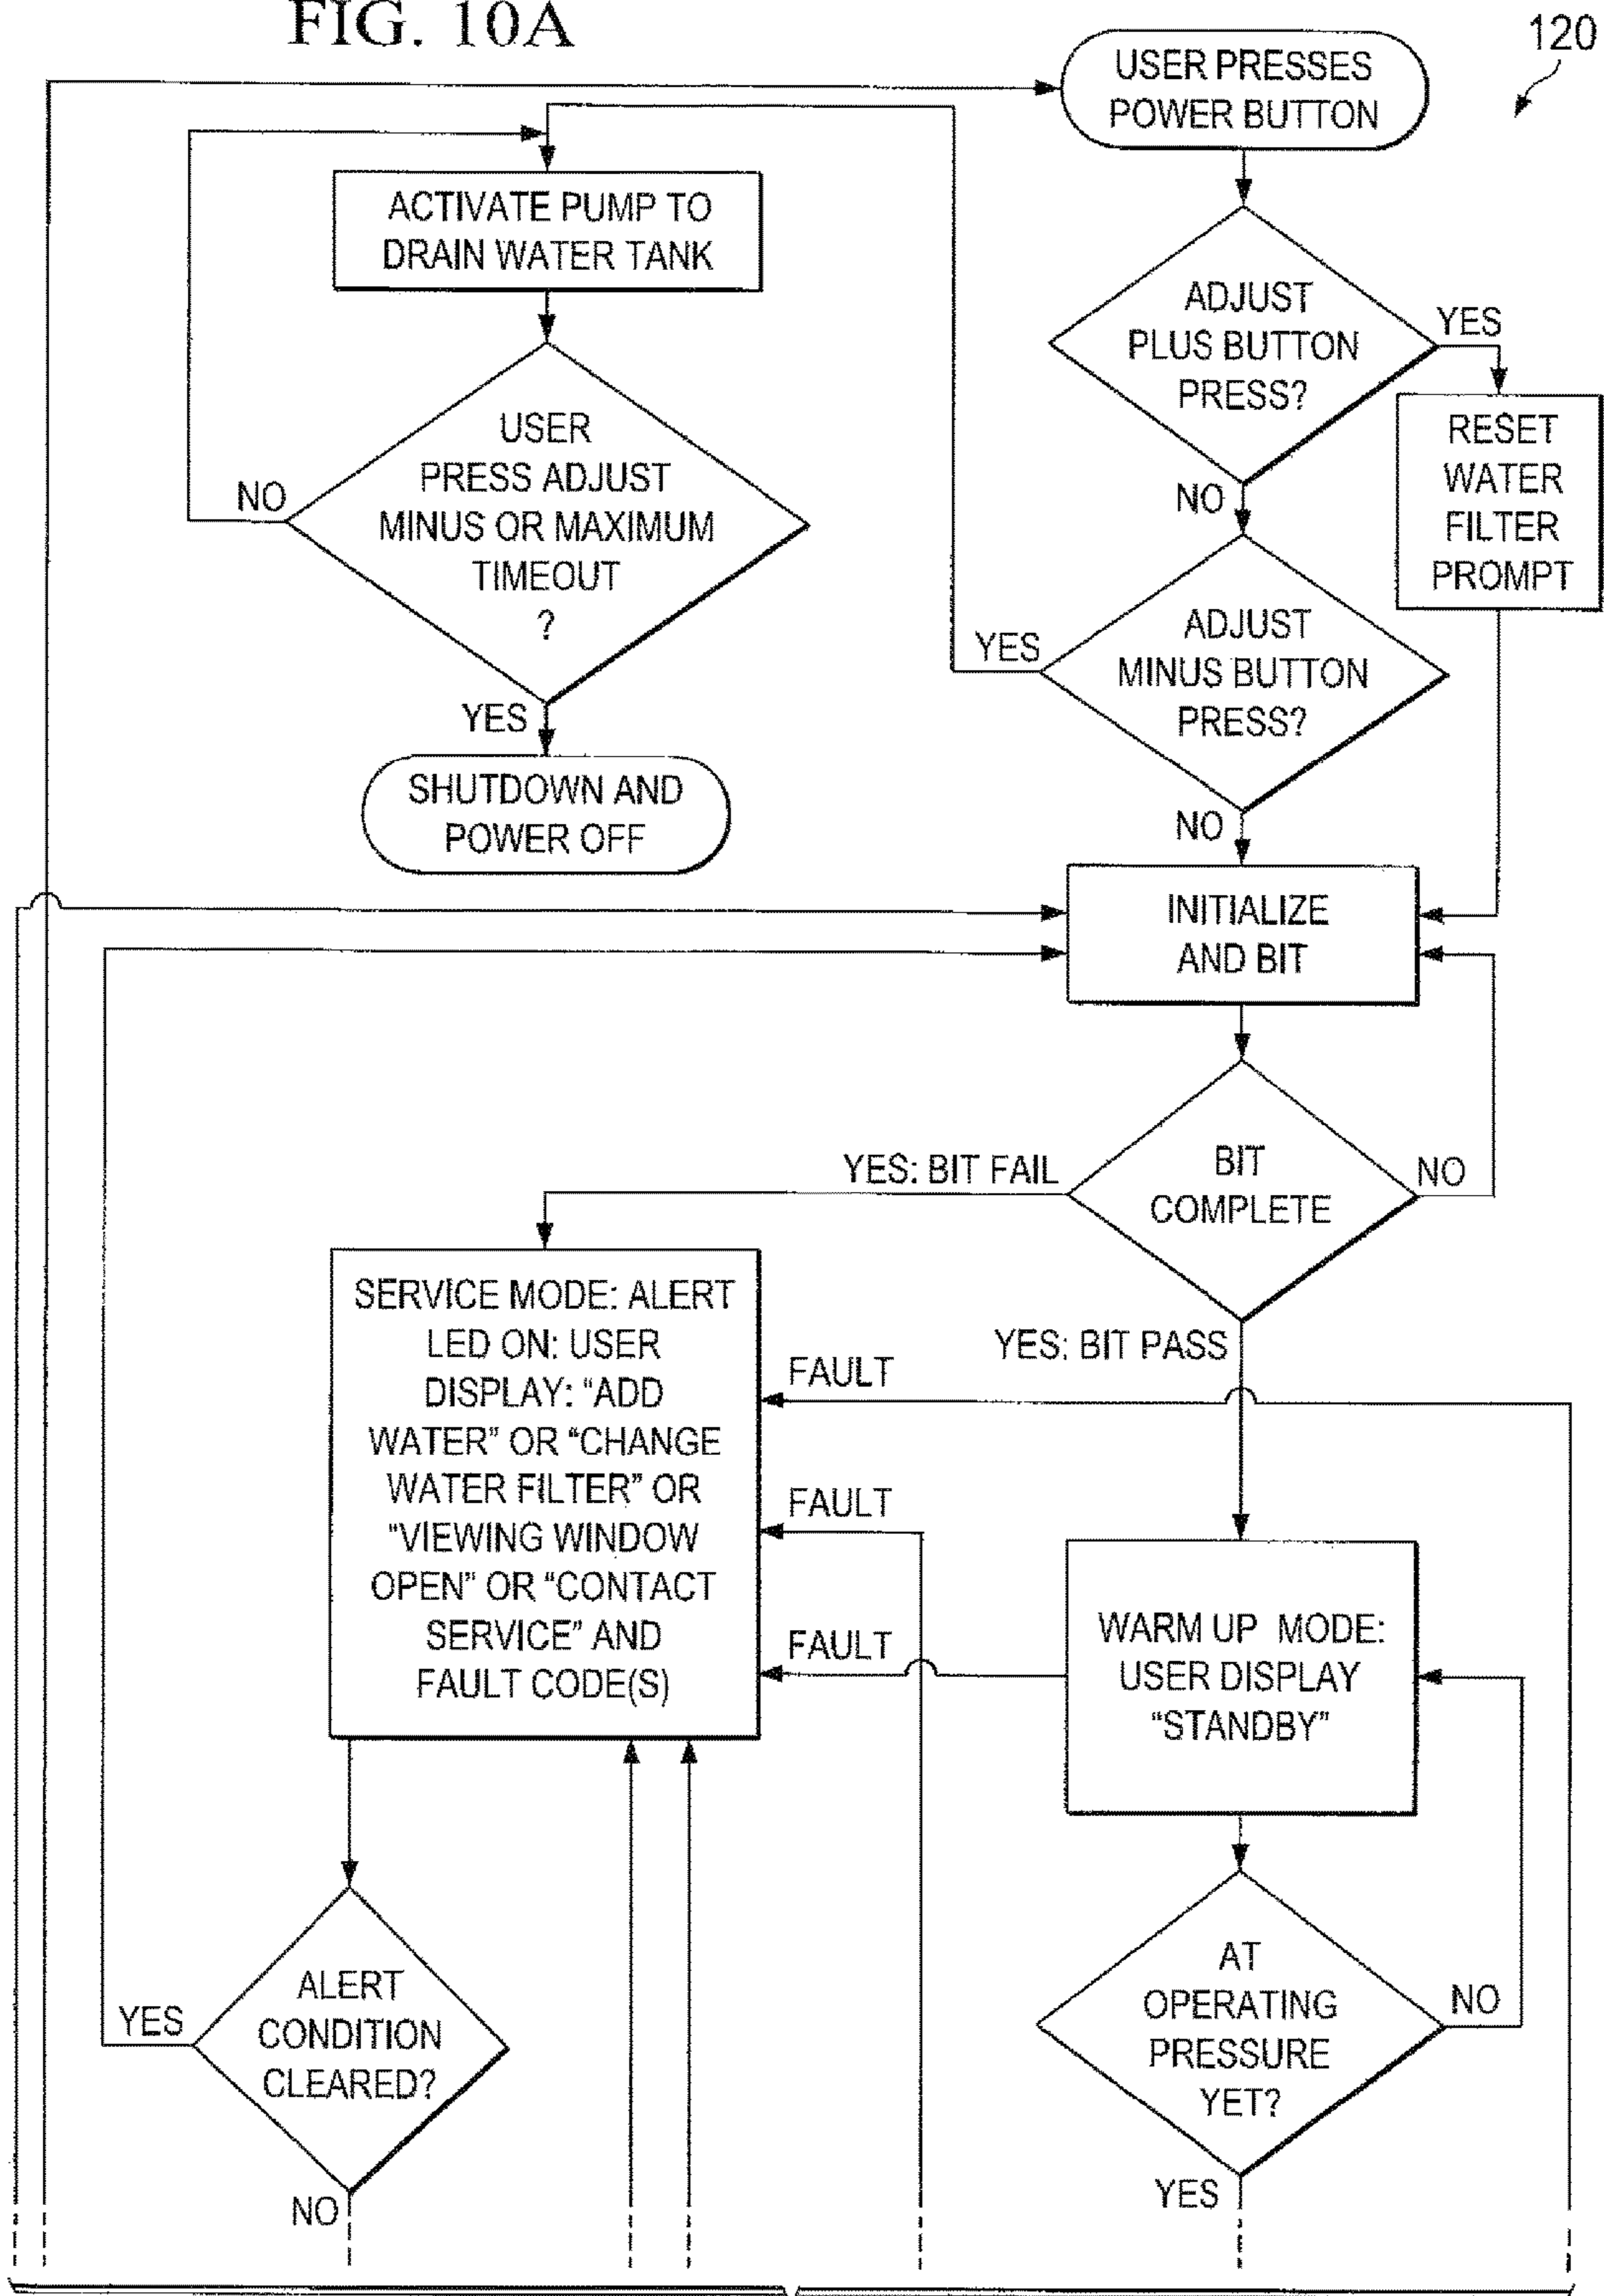 FIG. 10A
120
USER PRESSES
POWER BUTTON
ACTIVATE PUMP TO
DRAIN WATER TANK
ADJUST
PLUS BUTTON
PRESS?
YES
NO
RESET
WATER
FILTER
PROMPT
USER
PRESS ADJUST
MINUS OR MAXIMUM
TIMEOUT
?
NO
YES
ADJUST
MINUS BUTTON
PRESS?
YES
NO
SHUTDOWN AND
POWER OFF
INITIALIZE
AND BIT
BIT
COMPLETE
YES: BIT FAIL
NO
YES: BIT PASS
SERVICE MODE: ALERT
LED ON: USER
DISPLAY: “ADD
WATER” OR “CHANGE
WATER FILTER” OR
“VIEWING WINDOW
OPEN” OR “CONTACT
SERVICE” AND
FAULT CODE(S)
FAULT
FAULT
FAULT
WARM UP MODE:
USER DISPLAY
“STANDBY”
ALERT
CONDITION
CLEARED?
YES
NO
AT
OPERATING
PRESSURE
YET?
NO
YES